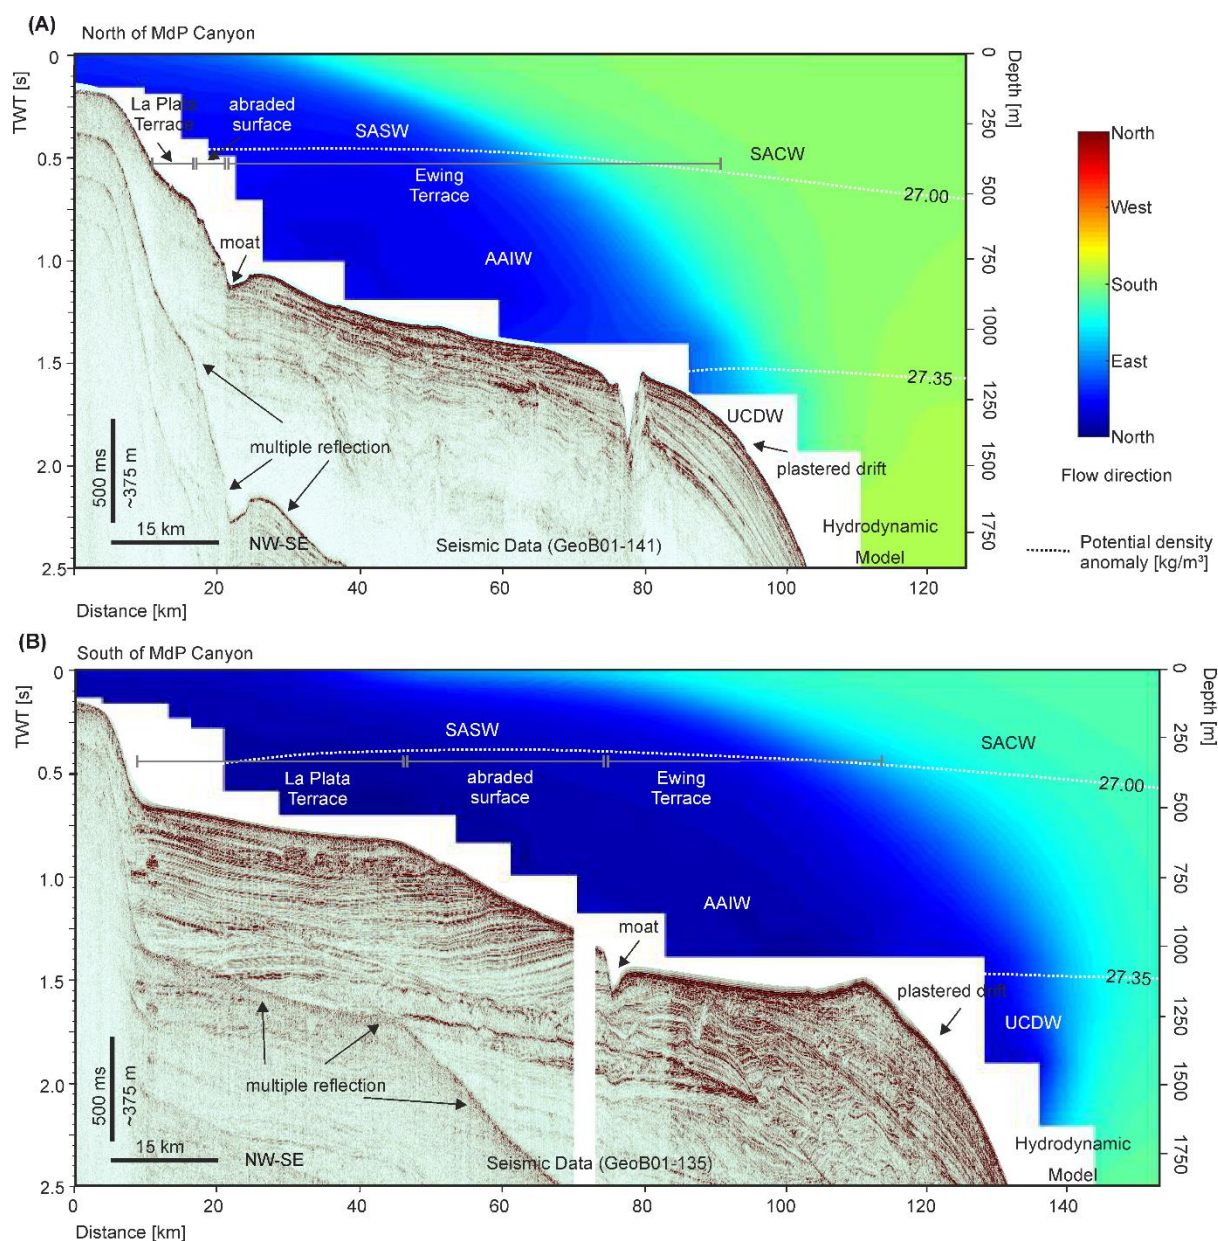 (A)
North of MdP Canyon
TWT [s]
Depth [m]
0
0.5
1.0
1.5
2.0
2.5
0
250
500
750
1000
1250
1500
1750
La Plata
Terrace
abraded
surface
SASW
SACW
Ewing
Terrace
27.00
moat
AAIW
27.35
UCDW
multiple reflection
plastered drift
500 ms
~375 m
15 km
NW-SE
Seismic Data (GeoB01-141)
Hydrodynamic
Model
0
20
40
60
80
100
120
Distance [km]
North
West
South
East
North
Flow direction
Potential density
anomaly [kg/m³]
(B)
South of MdP Canyon
TWT [s]
Depth [m]
0
0.5
1.0
1.5
2.0
2.5
0
250
500
750
1000
1250
1500
1750
SASW
SACW
La Plata
Terrace
abraded
surface
Ewing
Terrace
27.00
AAIW
moat
27.35
plastered drift
UCDW
multiple reflection
500 ms
~375 m
15 km
NW-SE
Seismic Data (GeoB01-135)
Hydrodynamic
Model
0
20
40
60
80
100
120
140
Distance [km]